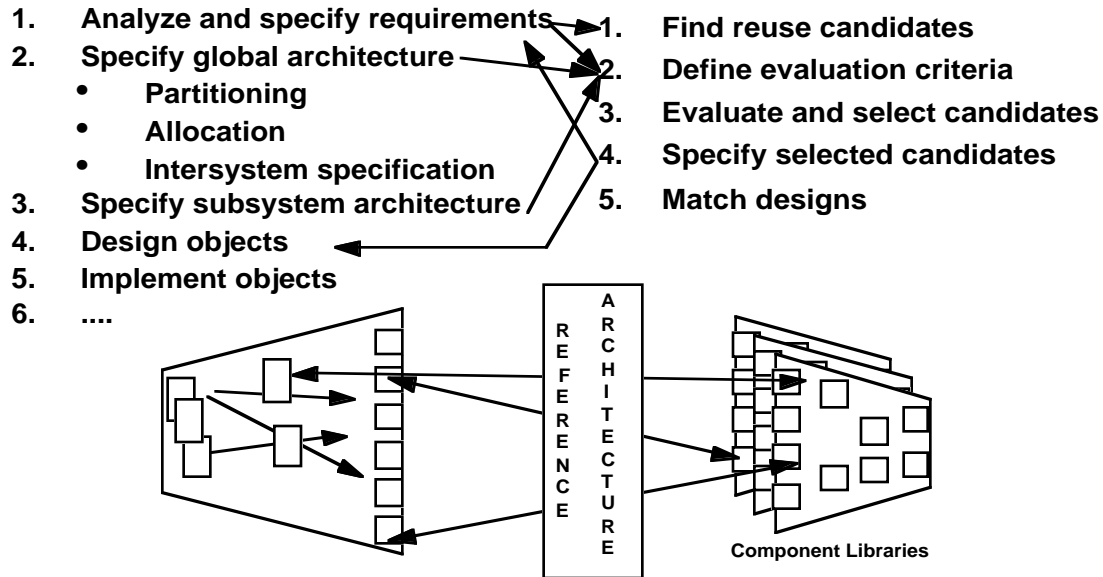 1. Analyze and specify requirements
2. Specify global architecture
• Partitioning
• Allocation
• Intersystem specification
3. Specify subsystem architecture
4. Design objects
5. Implement objects
6. ....
1. Find reuse candidates
2. Define evaluation criteria
3. Evaluate and select candidates
4. Specify selected candidates
5. Match designs
REFERENCE
ARCHITECTURE
Component Libraries